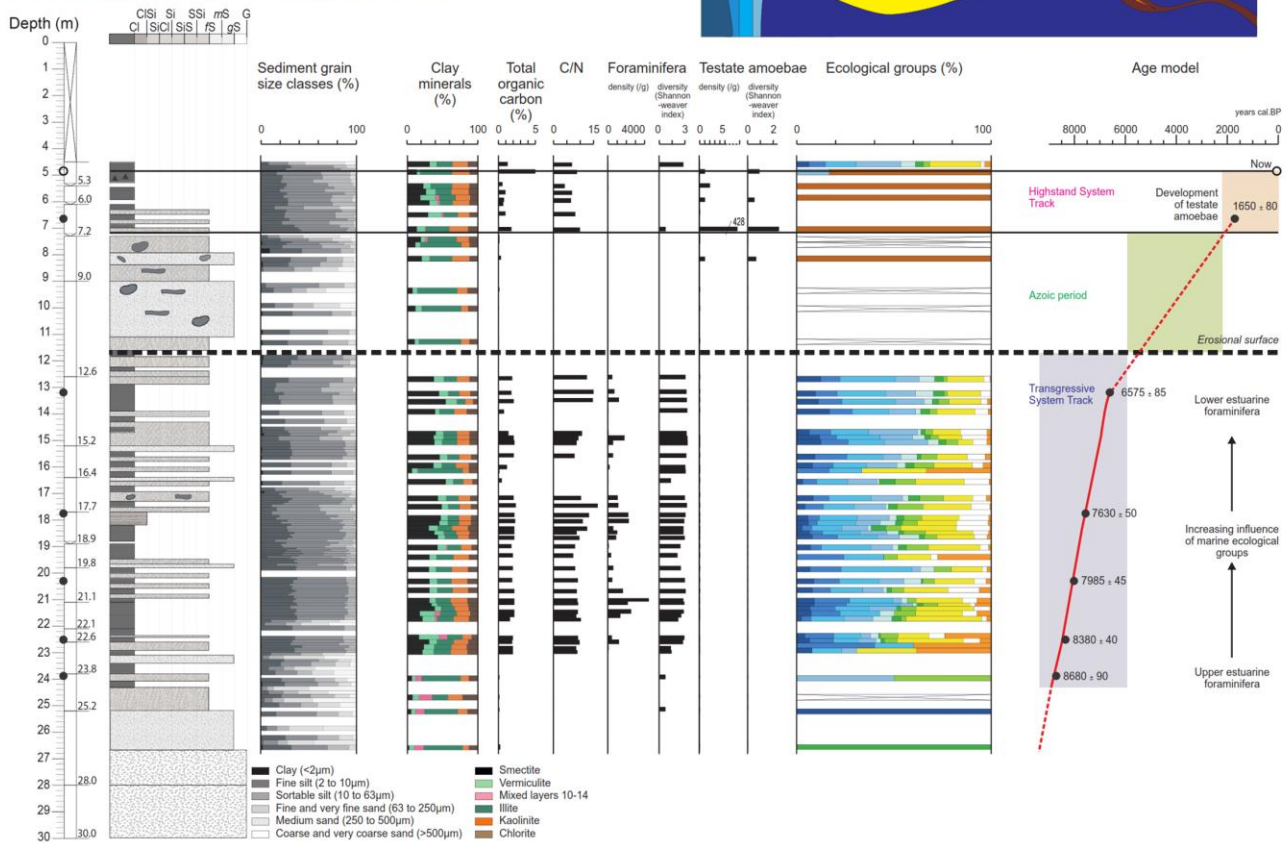 ClSi Si SSi mS G
Cl SiCl SiS fS gS
Depth (m)
Sediment grain
size classes (%)
0 100
Clay
minerals
(%)
0 100
Total
organic
carbon
(%)
0 5
C/N
0 15
Foraminifera
density (/g)
0 4000
diversity
(Shannon
-weaver
index)
0 3
Testate amoebae
density (/g)
0 5
diversity
(Shannon
-weaver
index)
0 2
Ecological groups (%)
0 100
Age model
years cal.BP
8000 6000 4000 2000 0
0
1
2
3
4
5
6
7
8
9
10
11
12
13
14
15
16
17
18
19
20
21
22
23
24
25
26
27
28
29
30
5.3
6.0
7.2
9.0
12.6
15.2
16.4
17.7
18.9
19.8
21.1
22.1
22.6
23.8
25.2
28.0
30.0
428
Now
Highstand System
Track
Development
of testate
amoebae
1650 ± 80
Azoic period
Erosional surface
Transgressive
System Track
6575 ± 85
Lower estuarine
foraminifera
7630 ± 50
Increasing influence
of marine ecological
groups
7985 ± 45
8380 ± 40
8680 ± 90
Upper estuarine
foraminifera
Clay (<2µm)
Fine silt (2 to 10µm)
Sortable silt (10 to 63µm)
Fine and very fine sand (63 to 250µm)
Medium sand (250 to 500µm)
Coarse and very coarse sand (>500µm)
Smectite
Vermiculite
Mixed layers 10-14
Illite
Kaolinite
Chlorite